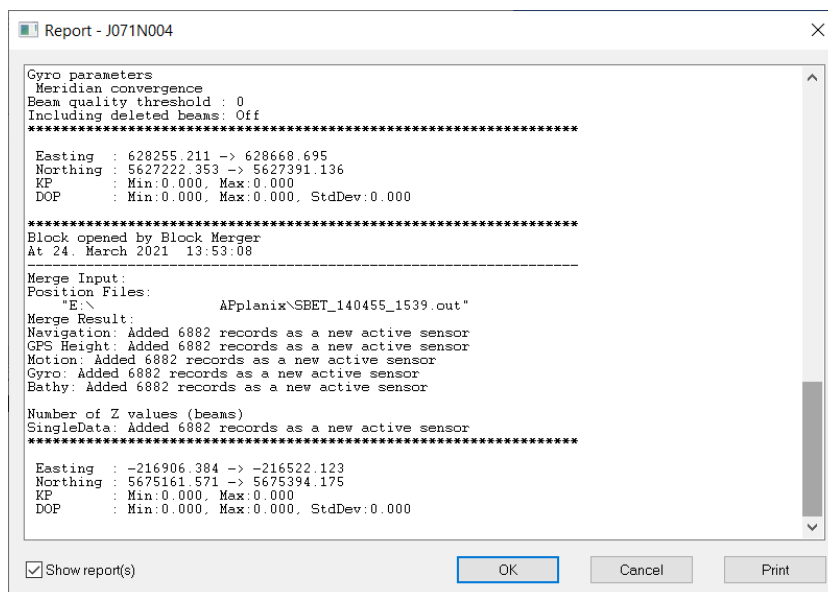 Report - J071N004
Gyro parameters
Meridian convergence
Beam quality threshold : 0
Including deleted beams: Off
******************************************************************
Easting : 628255.211 -> 628668.695
Northing : 5627222.353 -> 5627391.136
KP : Min:0.000, Max:0.000
DOP : Min:0.000, Max:0.000, StdDev:0.000
******************************************************************
Block opened by Block Merger
At 24. March 2021 13:53:08
------------------------------------------------------------------
Merge Input:
Position Files:
"E:\ APplanix\SBET_140455_1539.out"
Merge Result:
Navigation: Added 6882 records as a new active sensor
GPS Height: Added 6882 records as a new active sensor
Motion: Added 6882 records as a new active sensor
Gyro: Added 6882 records as a new active sensor
Bathy: Added 6882 records as a new active sensor
Number of Z values (beams)
SingleData: Added 6882 records as a new active sensor
******************************************************************
Easting : -216906.384 -> -216522.123
Northing : 5675161.571 -> 5675394.175
KP : Min:0.000, Max:0.000
DOP : Min:0.000, Max:0.000, StdDev:0.000
Show report(s)
OK
Cancel
Print